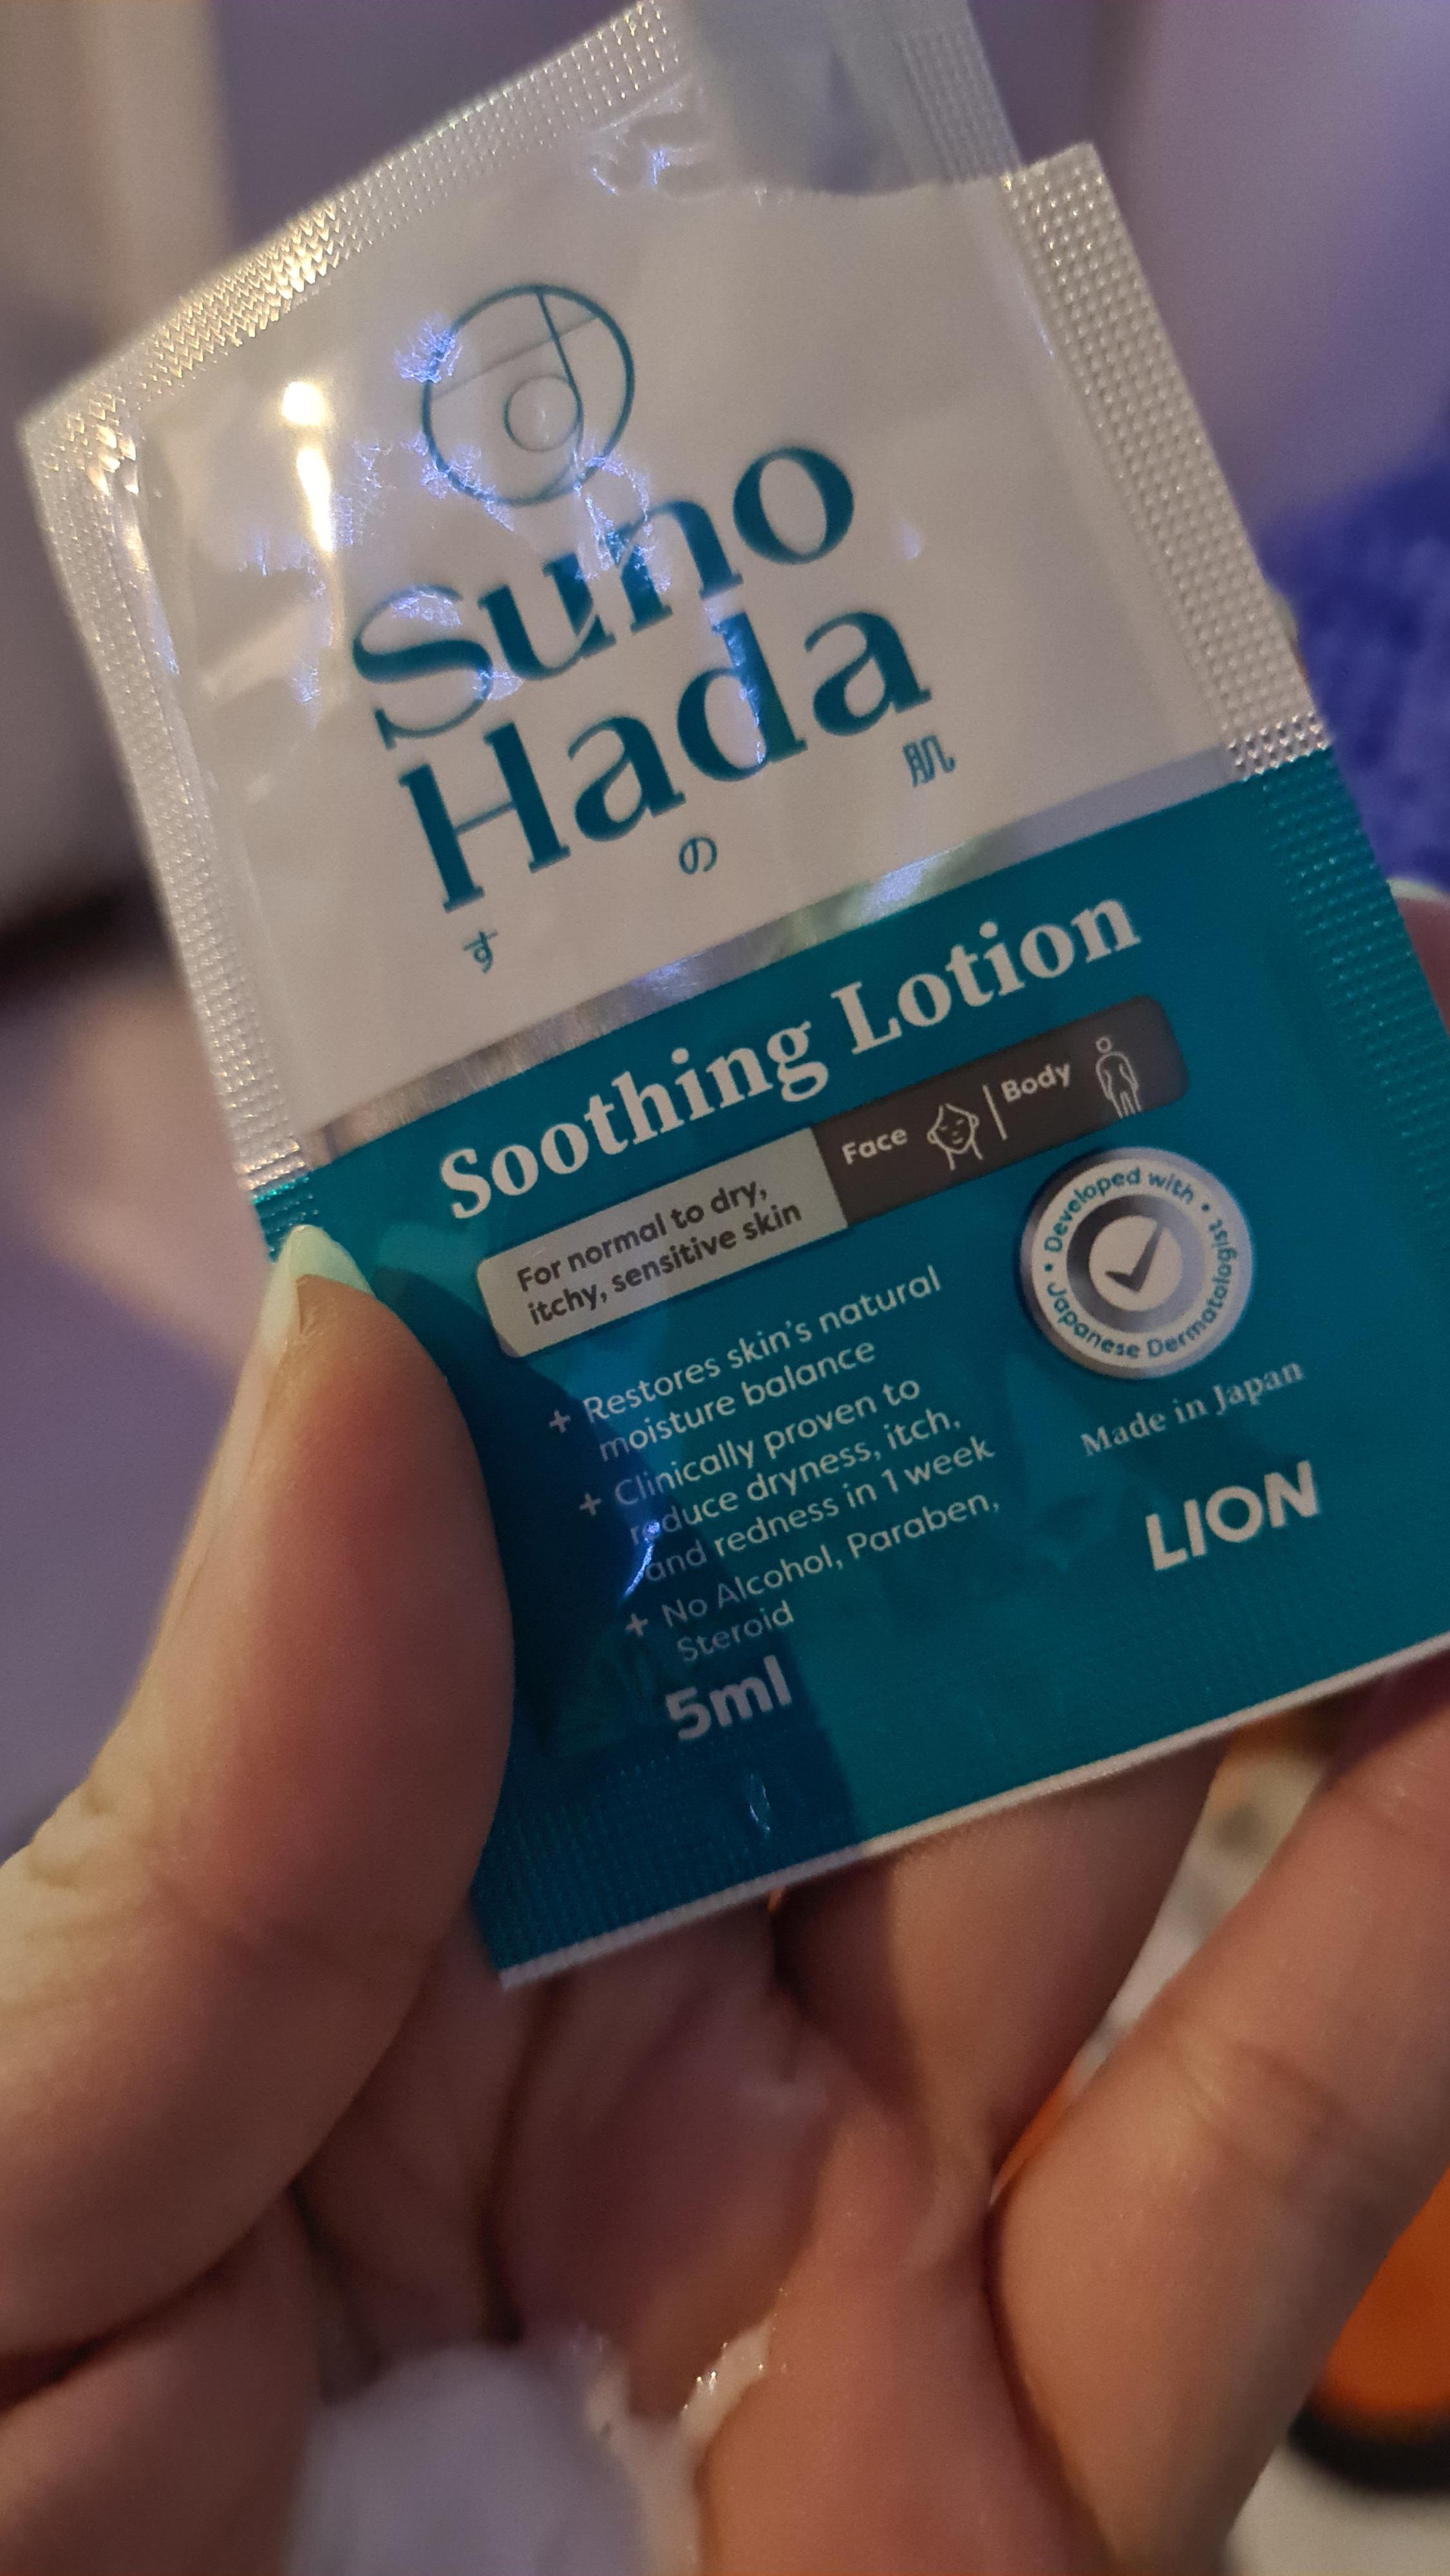 Suno
Hada
す の 肌
Soothing Lotion
For normal to dry,
itchy, sensitive skin
Face | Body
• Developed with •
Japanese Dermatologist
+ Restores skin's natural
moisture balance
+ Clinically proven to
reduce dryness, itch,
and redness in 1 week
+ No Alcohol, Paraben,
Steroid
5ml
Made in Japan
LION